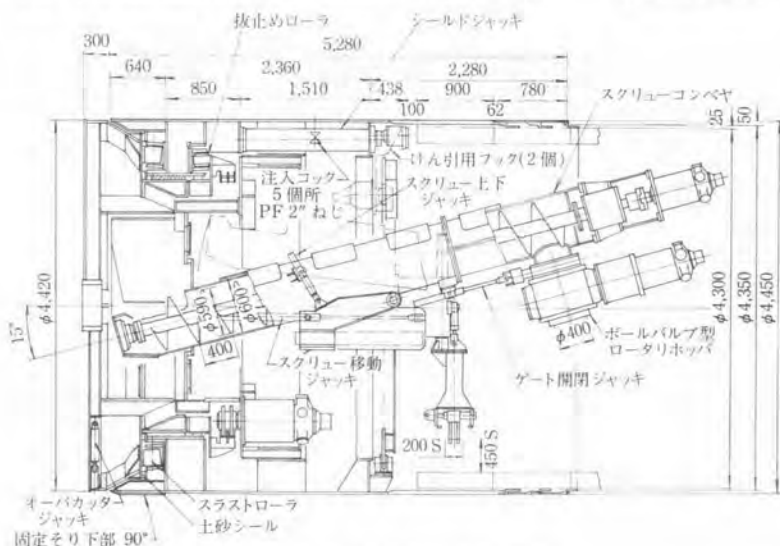 抜止めローラ
シールドジャッキ
5,280
300
640
2,360
2,280
850
1,510
438
900
780
100
62
スクリューコンベヤ
25
50
けん引用フック(2個)
注入コック
5個所
PF 2″ねじ
スクリュー上下
ジャッキ
φ4,420
15°
φ590
φ600
400
スクリュー移動
ジャッキ
φ400
ボールバルブ型
ロータリホッパ
ゲート開閉ジャッキ
φ4,300
φ4,350
φ4,450
200 S
450 S
オーバカッター
ジャッキ
スラストローラ
土砂シール
固定そり下部 90°